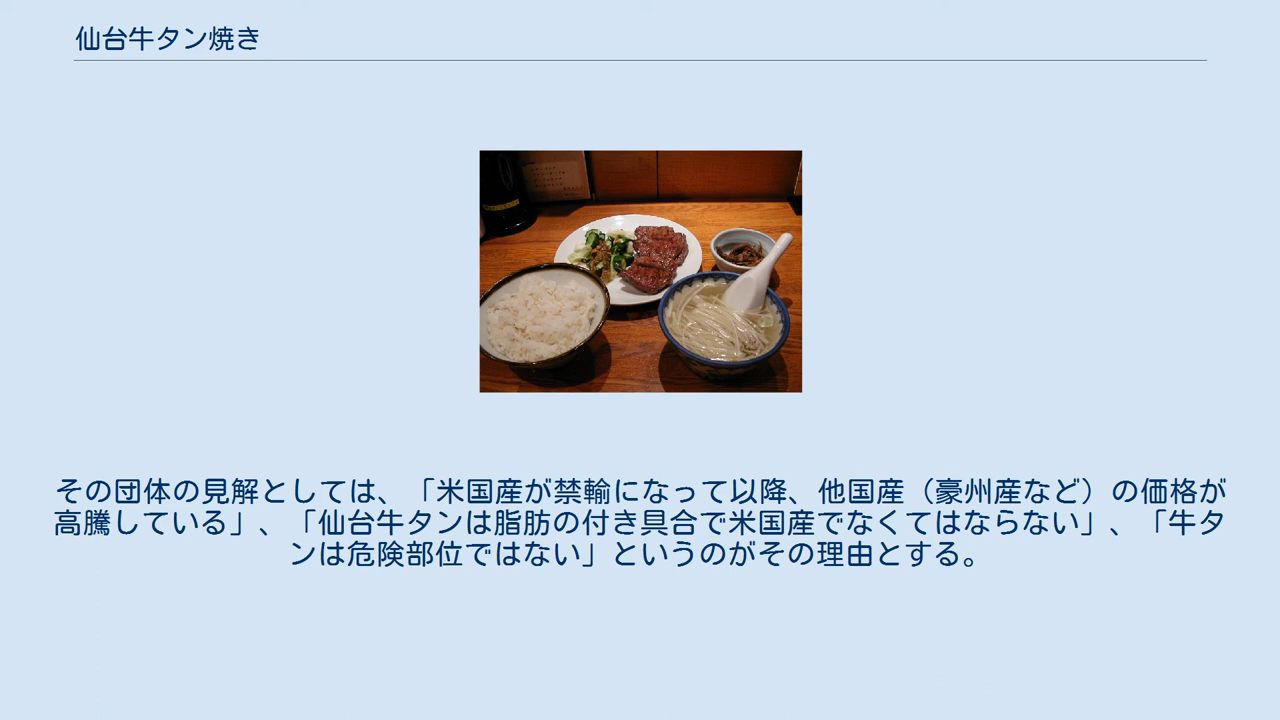 仙台牛タン焼き
その団体の見解としては、「米国産が禁輸になって以降、他国産（豪州産など）の価格が
高騰している」、「仙台牛タンは脂肪の付き具合で米国産でなくてはならない」、「牛タ
ンは危険部位ではない」というのがその理由とする。